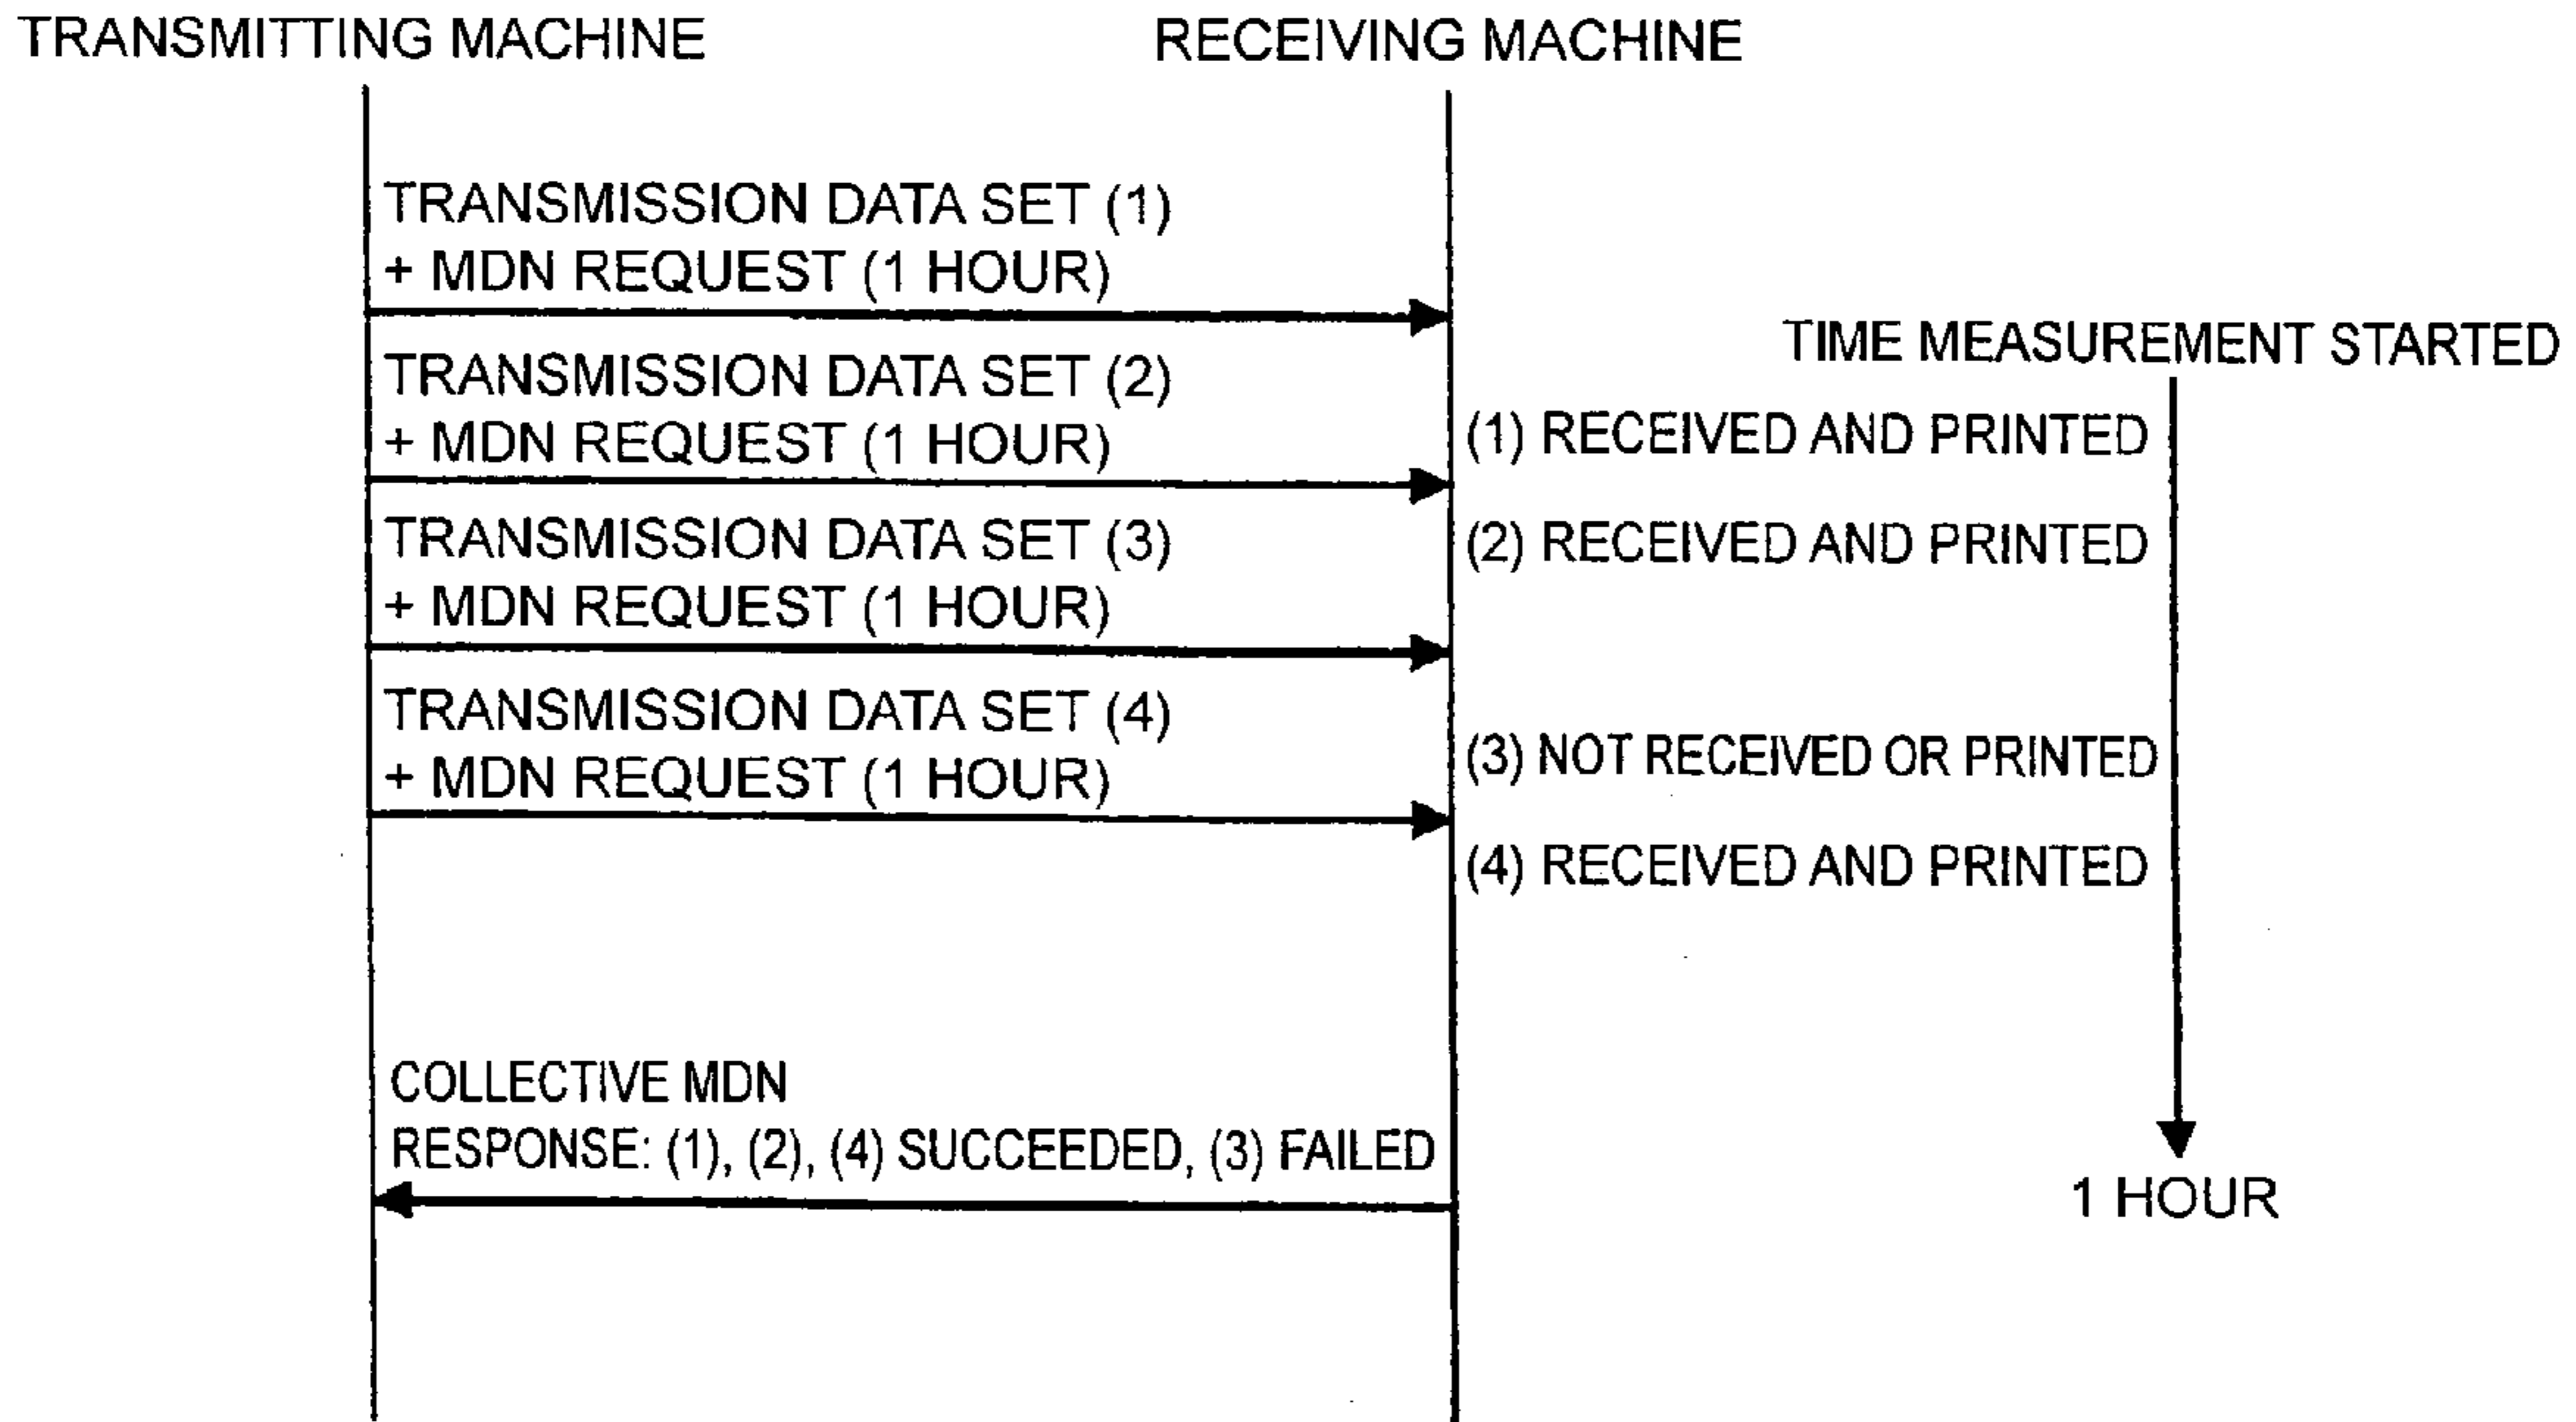 TRANSMITTING MACHINE
RECEIVING MACHINE
TRANSMISSION DATA SET (1)
+ MDN REQUEST (1 HOUR)
TIME MEASUREMENT STARTED
TRANSMISSION DATA SET (2)
+ MDN REQUEST (1 HOUR)
(1) RECEIVED AND PRINTED
TRANSMISSION DATA SET (3)
+ MDN REQUEST (1 HOUR)
(2) RECEIVED AND PRINTED
TRANSMISSION DATA SET (4)
+ MDN REQUEST (1 HOUR)
(3) NOT RECEIVED OR PRINTED
(4) RECEIVED AND PRINTED
COLLECTIVE MDN
RESPONSE: (1), (2), (4) SUCCEEDED, (3) FAILED
1 HOUR